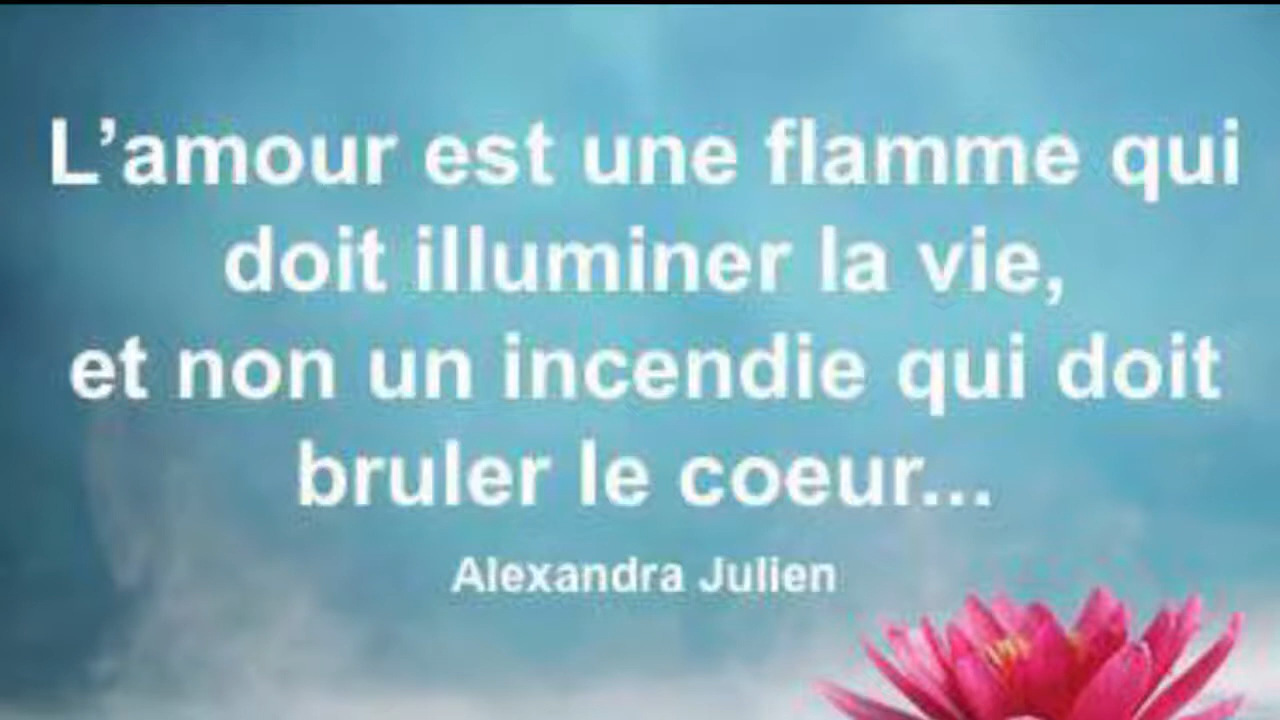 L’amour est une flamme qui
doit illuminer la vie,
et non un incendie qui doit
bruler le coeur...
Alexandra Julien